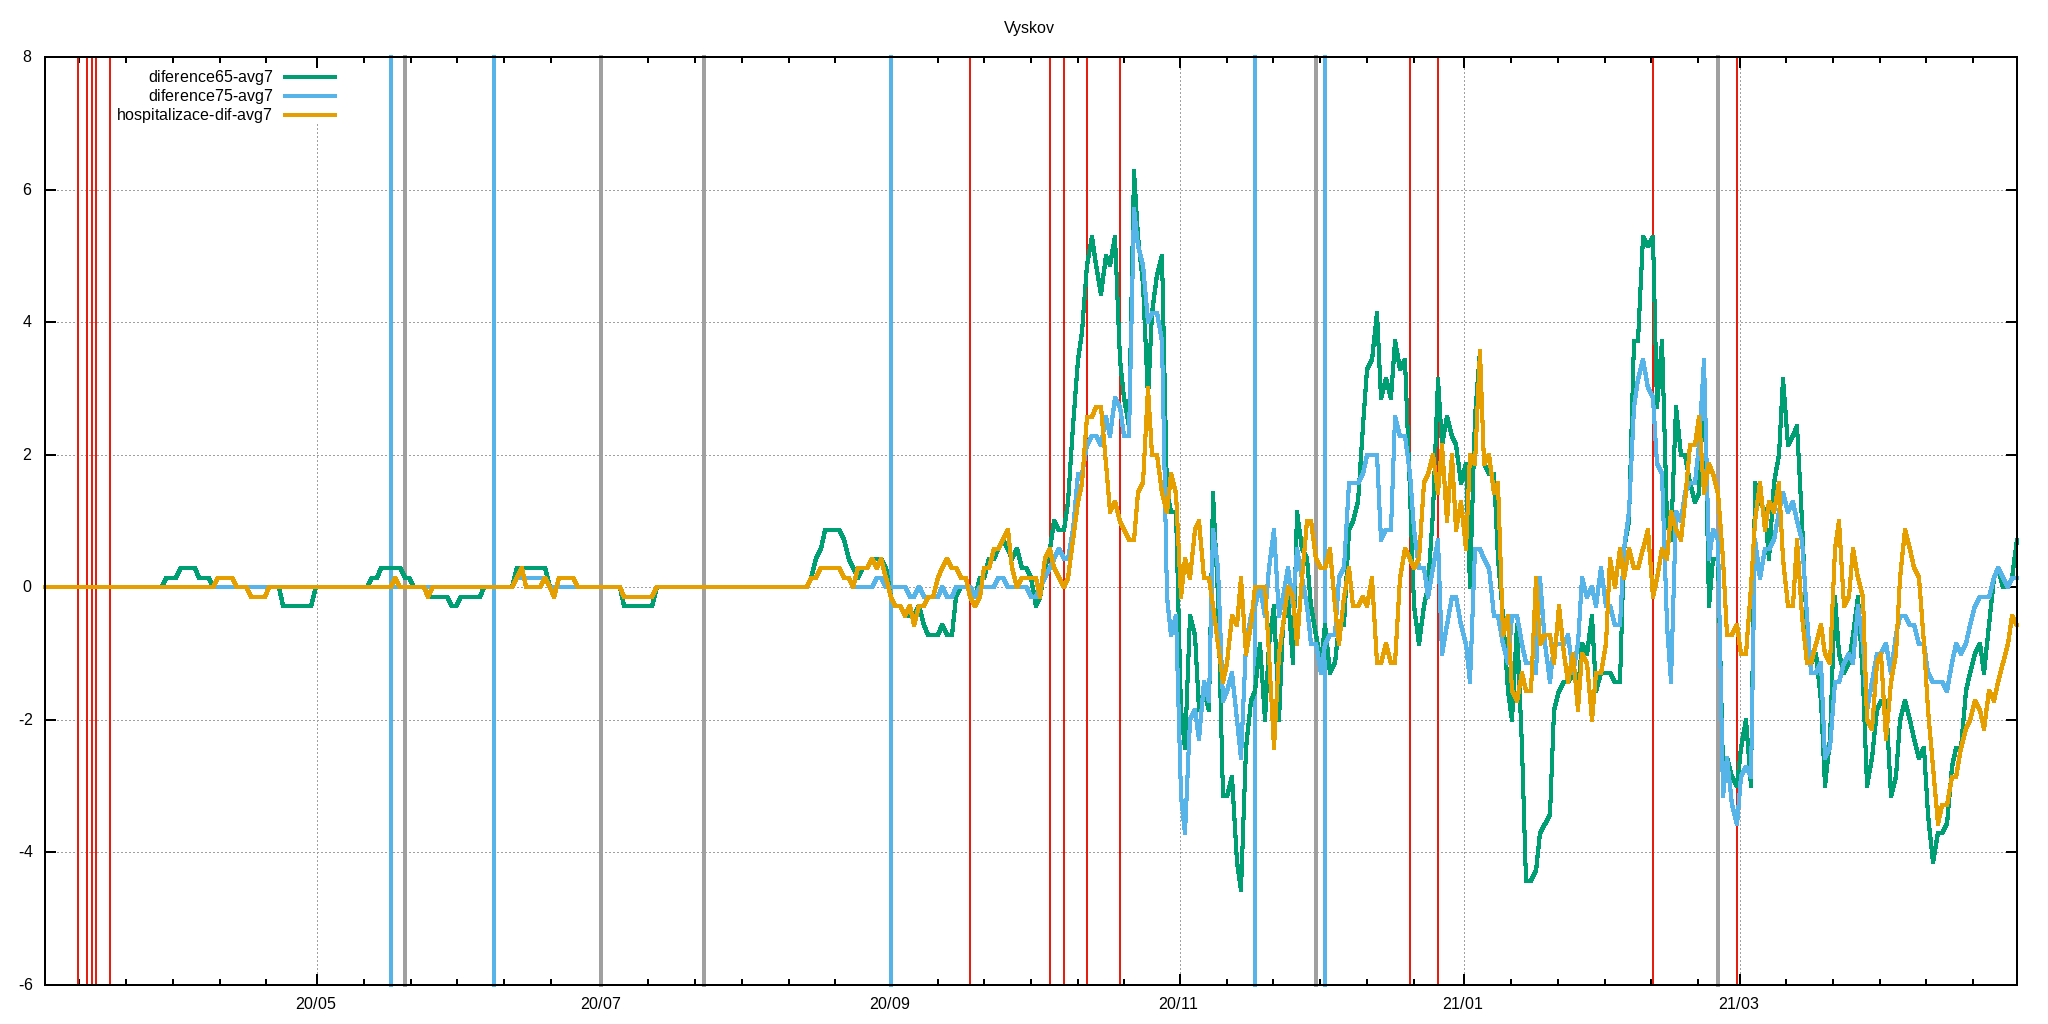 Vyskov
8
diference65-avg7
diference75-avg7
hospitalizace-dif-avg7
6
4
2
0
-2
-4
-6
20/05 20/07 20/09 20/11 21/01 21/03